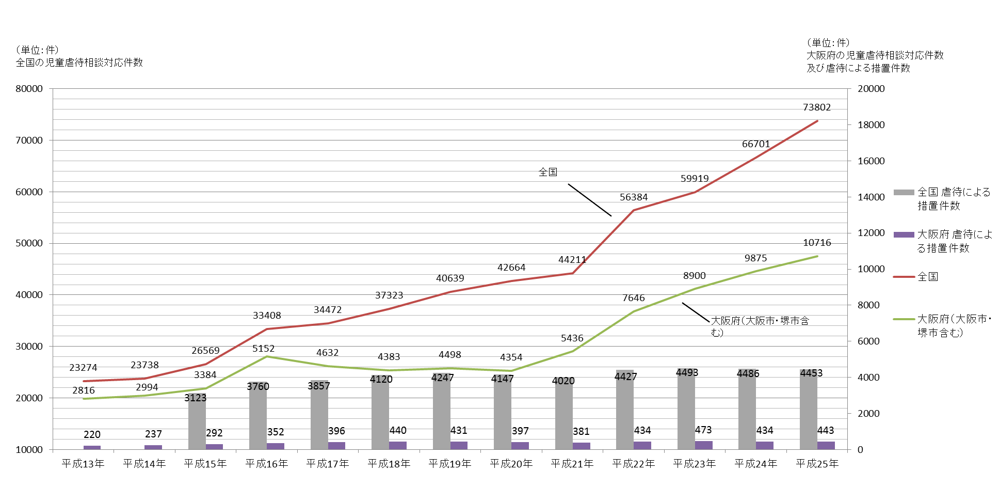 （単位：件）
全国の児童虐待相談対応件数
（単位：件）
大阪府の児童虐待相談対応件数
及び虐待による措置件数
80000
70000
60000
50000
40000
30000
20000
10000
20000
18000
16000
14000
12000
10000
8000
6000
4000
2000
0
23274
23738
26569
33408
34472
37323
40639
42664
44211
56384
59919
66701
73802
全国
2816
2994
3384
5152
4632
4383
4498
4354
5436
7646
8900
9875
10716
大阪府（大阪市・堺市含
む）
3123
3760
3857
4120
4247
4147
4020
4427
4493
4486
4453
220
237
292
352
396
440
431
397
381
434
473
434
443
平成13年
平成14年
平成15年
平成16年
平成17年
平成18年
平成19年
平成20年
平成21年
平成22年
平成23年
平成24年
平成25年
全国 虐待による
措置件数
大阪府 虐待によ
る措置件数
全国
大阪府（大阪市・
堺市含む）